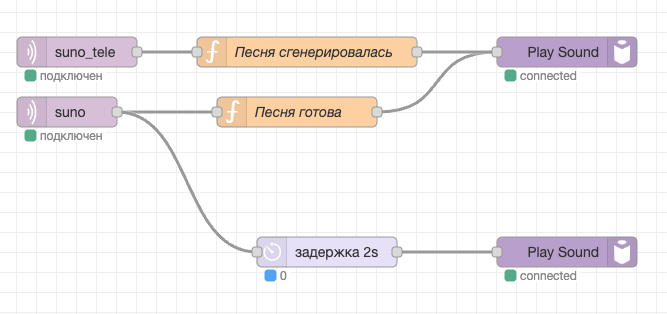 suno_tele
Песня сгенерировалась
Play Sound
подключен
connected
suno
Песня готова
подключен
задержка 2s
Play Sound
0
connected